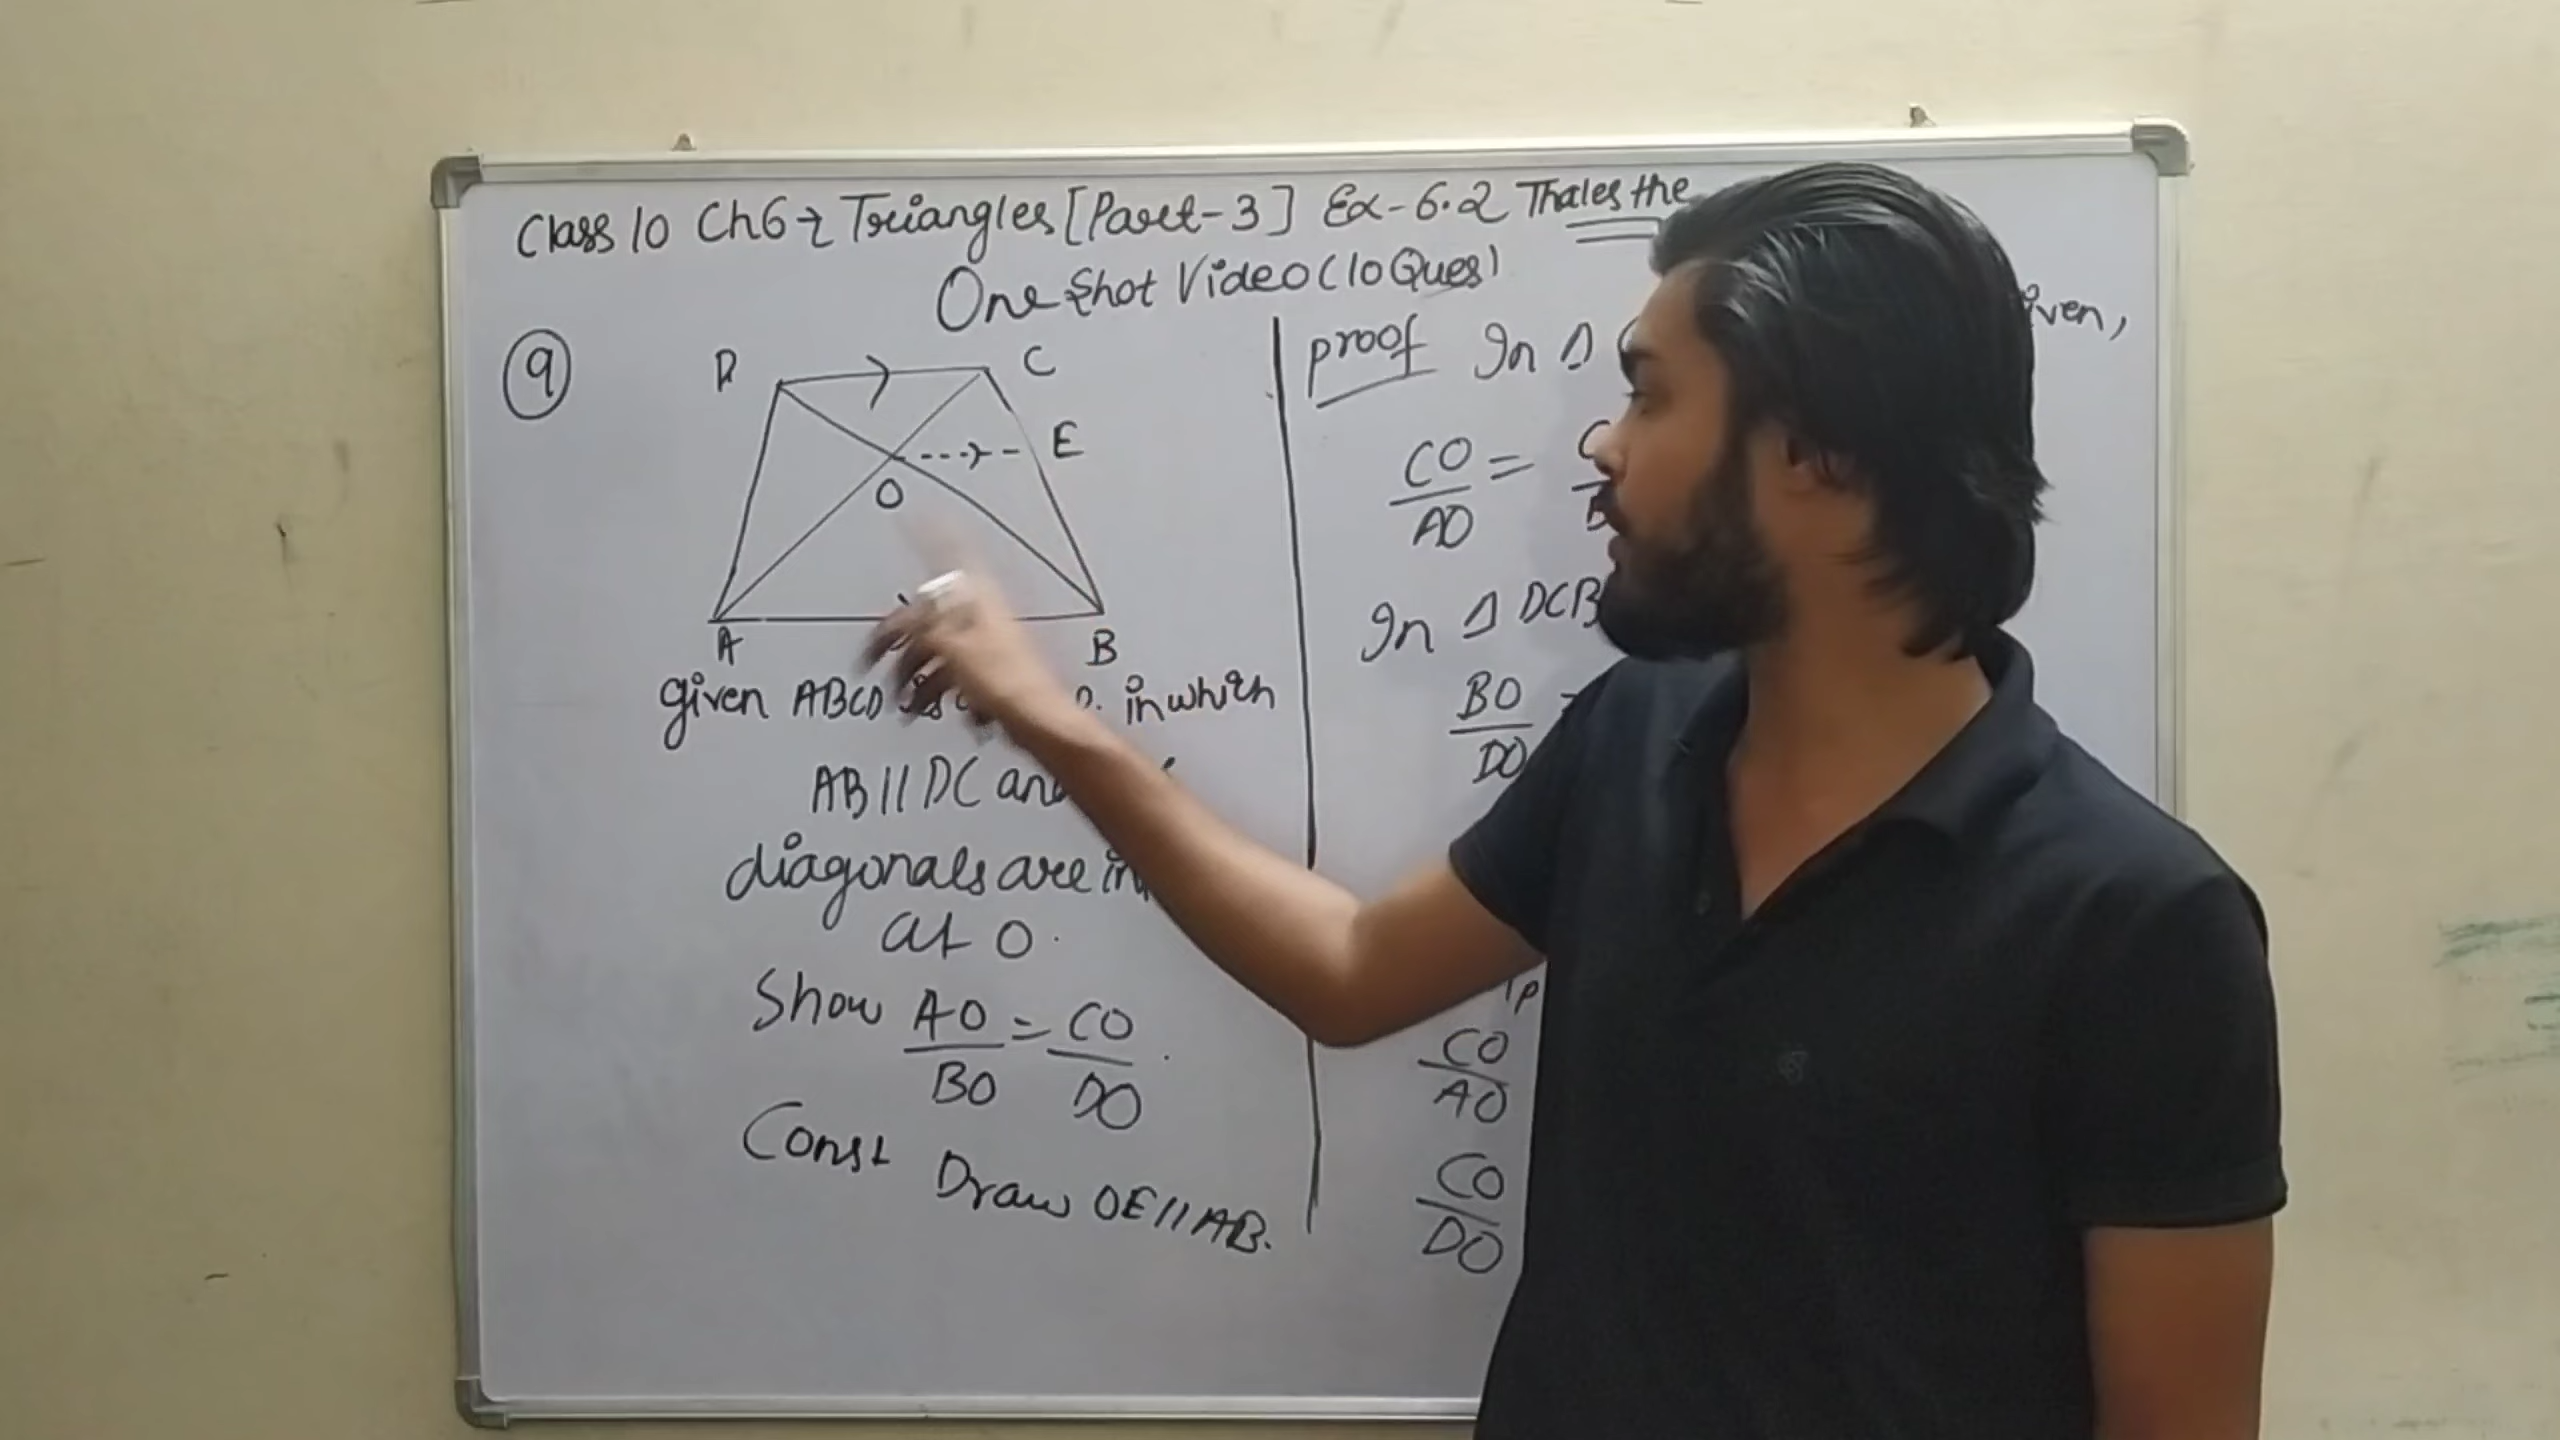 Class 10 Ch6 → Triangles [Part-3] Ex-6.2 Thales the
One Shot Video (10 Ques)
9
D C
E
O
A B
given ABCD in which
AB // DC and
diagonals are
at O.
Show AO/BO = CO/DO.
Const Draw OE // AB.
proof In Δ
CO/AO =
In Δ DCB
BO/DO
CO/AO
CO/DO